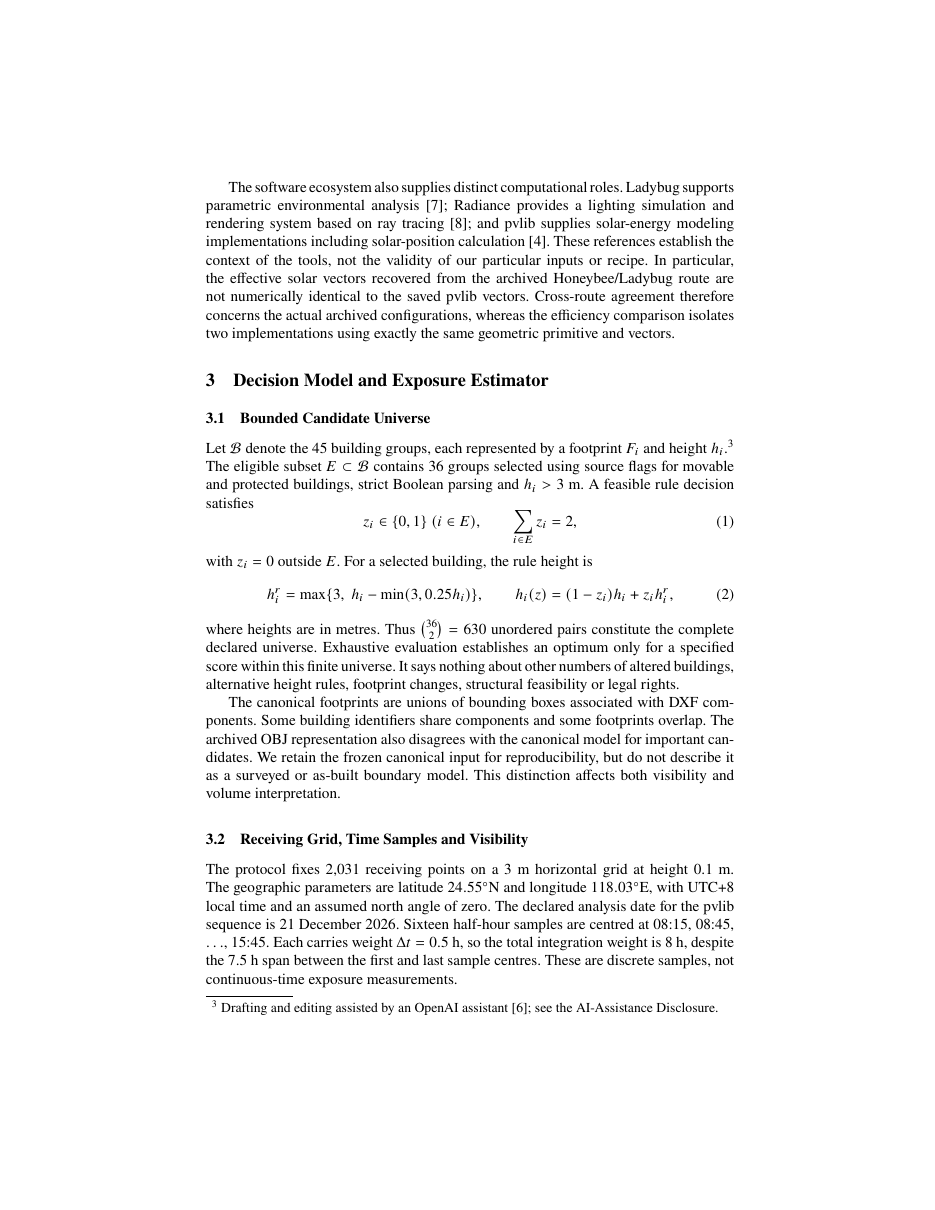 The software ecosystem also supplies distinct computational roles. Ladybug supports
parametric environmental analysis [7]; Radiance provides a lighting simulation and
rendering system based on ray tracing [8]; and pvlib supplies solar-energy modeling
implementations including solar-position calculation [4]. These references establish the
context of the tools, not the validity of our particular inputs or recipe. In particular,
the effective solar vectors recovered from the archived Honeybee/Ladybug route are
not numerically identical to the saved pvlib vectors. Cross-route agreement therefore
concerns the actual archived configurations, whereas the efficiency comparison isolates
two implementations using exactly the same geometric primitive and vectors.
3 Decision Model and Exposure Estimator
3.1 Bounded Candidate Universe
Let ℬ denote the 45 building groups, each represented by a footprint F_i and height h_i.³
The eligible subset E ⊂ ℬ contains 36 groups selected using source flags for movable
and protected buildings, strict Boolean parsing and h_i > 3 m. A feasible rule decision
satisfies
z_i ∈ {0, 1} (i ∈ E), ∑_{i∈E} z_i = 2, (1)
with z_i = 0 outside E. For a selected building, the rule height is
h_i^r = max{3, h_i − min(3, 0.25h_i)}, h_i(z) = (1 − z_i)h_i + z_i h_i^r, (2)
where heights are in metres. Thus (36 2) = 630 unordered pairs constitute the complete
declared universe. Exhaustive evaluation establishes an optimum only for a specified
score within this finite universe. It says nothing about other numbers of altered buildings,
alternative height rules, footprint changes, structural feasibility or legal rights.
The canonical footprints are unions of bounding boxes associated with DXF com-
ponents. Some building identifiers share components and some footprints overlap. The
archived OBJ representation also disagrees with the canonical model for important can-
didates. We retain the frozen canonical input for reproducibility, but do not describe it
as a surveyed or as-built boundary model. This distinction affects both visibility and
volume interpretation.
3.2 Receiving Grid, Time Samples and Visibility
The protocol fixes 2,031 receiving points on a 3 m horizontal grid at height 0.1 m.
The geographic parameters are latitude 24.55°N and longitude 118.03°E, with UTC+8
local time and an assumed north angle of zero. The declared analysis date for the pvlib
sequence is 21 December 2026. Sixteen half-hour samples are centred at 08:15, 08:45,
. . ., 15:45. Each carries weight Δt = 0.5 h, so the total integration weight is 8 h, despite
the 7.5 h span between the first and last sample centres. These are discrete samples, not
continuous-time exposure measurements.
³ Drafting and editing assisted by an OpenAI assistant [6]; see the AI-Assistance Disclosure.